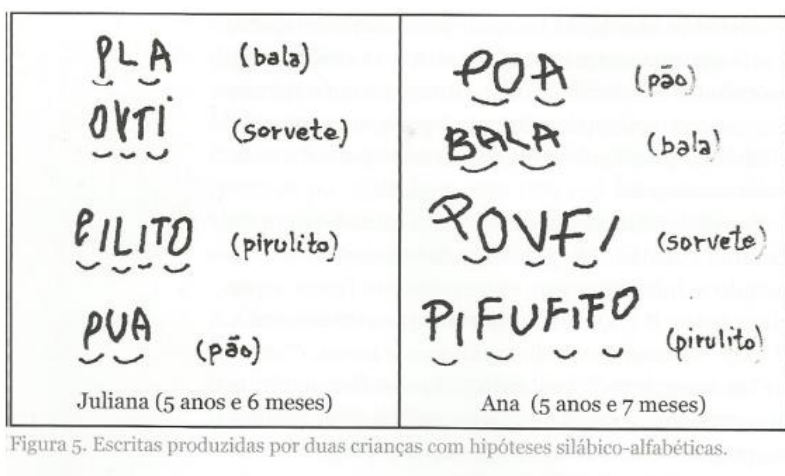 PLA (bala)
OVTI (sorvete)
PILITO (pirulito)
PUA (pão)
Juliana (5 anos e 6 meses)
POA (pão)
BALA (bala)
POVFI (sorvete)
PIFUFITO (pirulito)
Ana (5 anos e 7 meses)
Figura 5. Escritas produzidas por duas crianças com hipóteses silábico-alfabéticas.